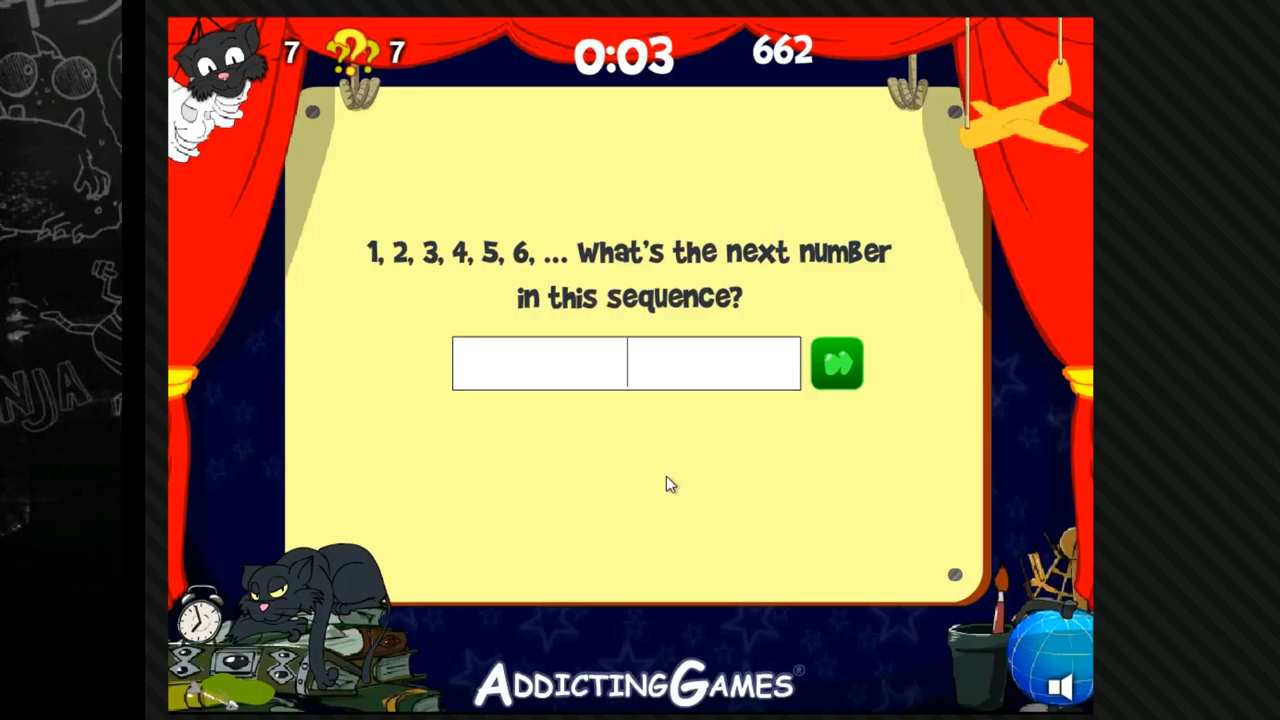 7 ??? 7 0:03 662
1, 2, 3, 4, 5, 6, ... What's the next number
in this sequence?
NJA
ADDICTINGGAMES®